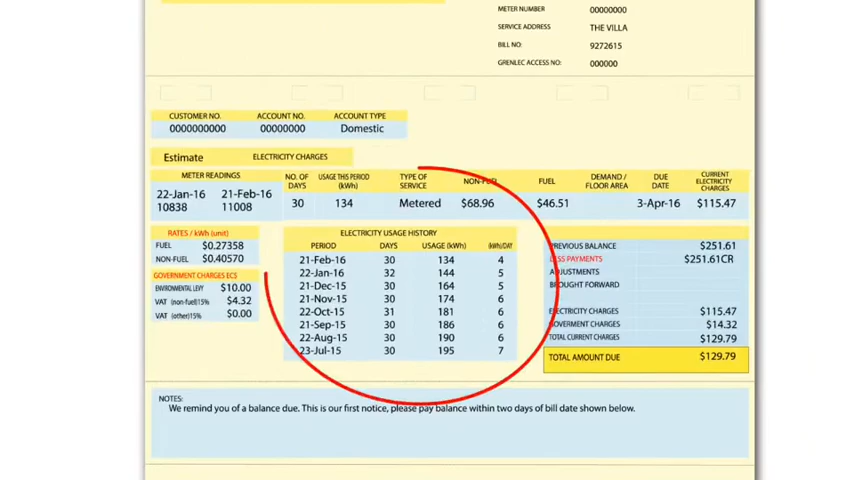 METER NUMBER 00000000
SERVICE ADDRESS THE VILLA
BILL NO: 9272615
GRENLEC ACCESS NO: 000000
CUSTOMER NO. ACCOUNT NO. ACCOUNT TYPE
0000000000 00000000 Domestic
Estimate ELECTRICITY CHARGES
METER READINGS NO. OF DAYS USAGE THIS PERIOD (kWh) TYPE OF SERVICE NON-FUEL FUEL DEMAND / FLOOR AREA DUE DATE CURRENT ELECTRICITY CHARGES
22-Jan-16 21-Feb-16
10838 11008 30 134 Metered $68.96 $46.51 3-Apr-16 $115.47
RATES / kWh (unit)
FUEL $0.27358
NON-FUEL $0.40570
GOVERNMENT CHARGES ECS
ENVIRONMENTAL LEVY $10.00
VAT (non-fuel)15% $4.32
VAT (other)15% $0.00
ELECTRICITY USAGE HISTORY
PERIOD DAYS USAGE (kWh) (kWh/DAY
21-Feb-16 30 134 4
22-Jan-16 32 144 5
21-Dec-15 30 164 5
21-Nov-15 30 174 6
22-Oct-15 31 181 6
21-Sep-15 30 186 6
22-Aug-15 30 190 6
23-Jul-15 30 195 7
PREVIOUS BALANCE $251.61
LESS PAYMENTS $251.61CR
ADJUSTMENTS
BROUGHT FORWARD
ELECTRICITY CHARGES $115.47
GOVERMENT CHARGES $14.32
TOTAL CURRENT CHARGES $129.79
TOTAL AMOUNT DUE $129.79
NOTES:
We remind you of a balance due. This is our first notice, please pay balance within two days of bill date shown below.